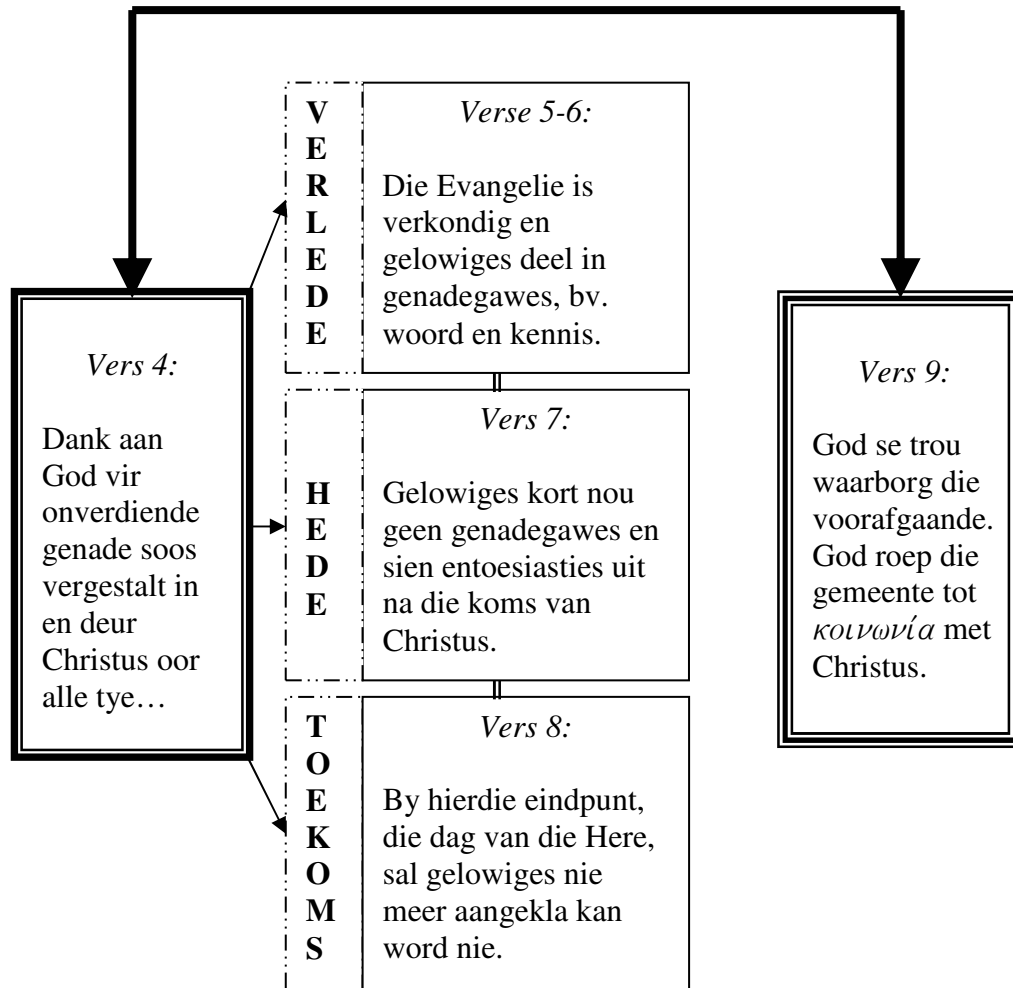 Vers 4:
Dank aan
God vir
onverdiende
genade soos
vergestalt in
en deur
Christus oor
alle tye…
V
E
R
L
E
D
E
Verse 5-6:
Die Evangelie is
verkondig en
gelowiges deel in
genadegawes, bv.
woord en kennis.
H
E
D
E
Vers 7:
Gelowiges kort nou
geen genadegawes en
sien entoesiasties uit
na die koms van
Christus.
T
O
E
K
O
M
S
Vers 8:
By hierdie eindpunt,
die dag van die Here,
sal gelowiges nie
meer aangekla kan
word nie.
Vers 9:
God se trou
waarborg die
voorafgaande.
God roep die
gemeente tot
κοινωνία met
Christus.